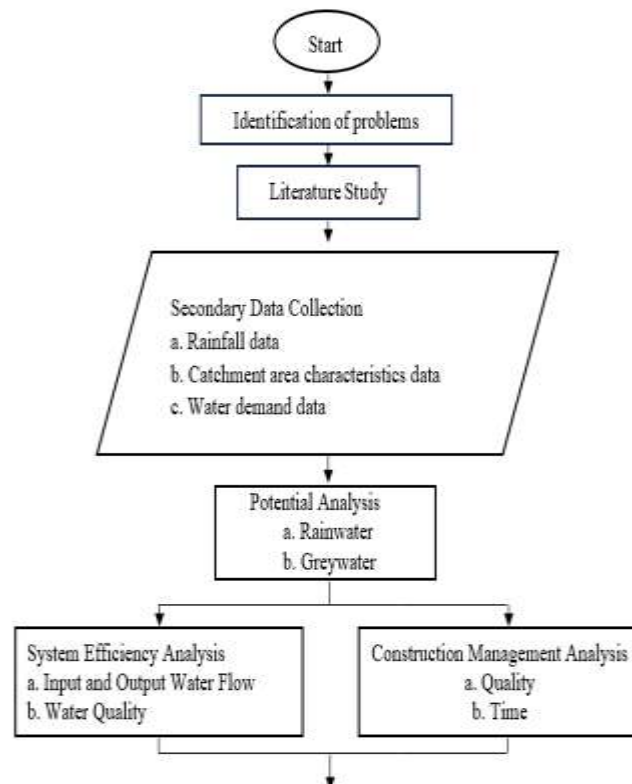 Start
Identification of problems
Literature Study
Secondary Data Collection
a. Rainfall data
b. Catchment area characteristics data
c. Water demand data
Potential Analysis
a. Rainwater
b. Greywater
System Efficiency Analysis
a. Input and Output Water Flow
b. Water Quality
Construction Management Analysis
a. Quality
b. Time